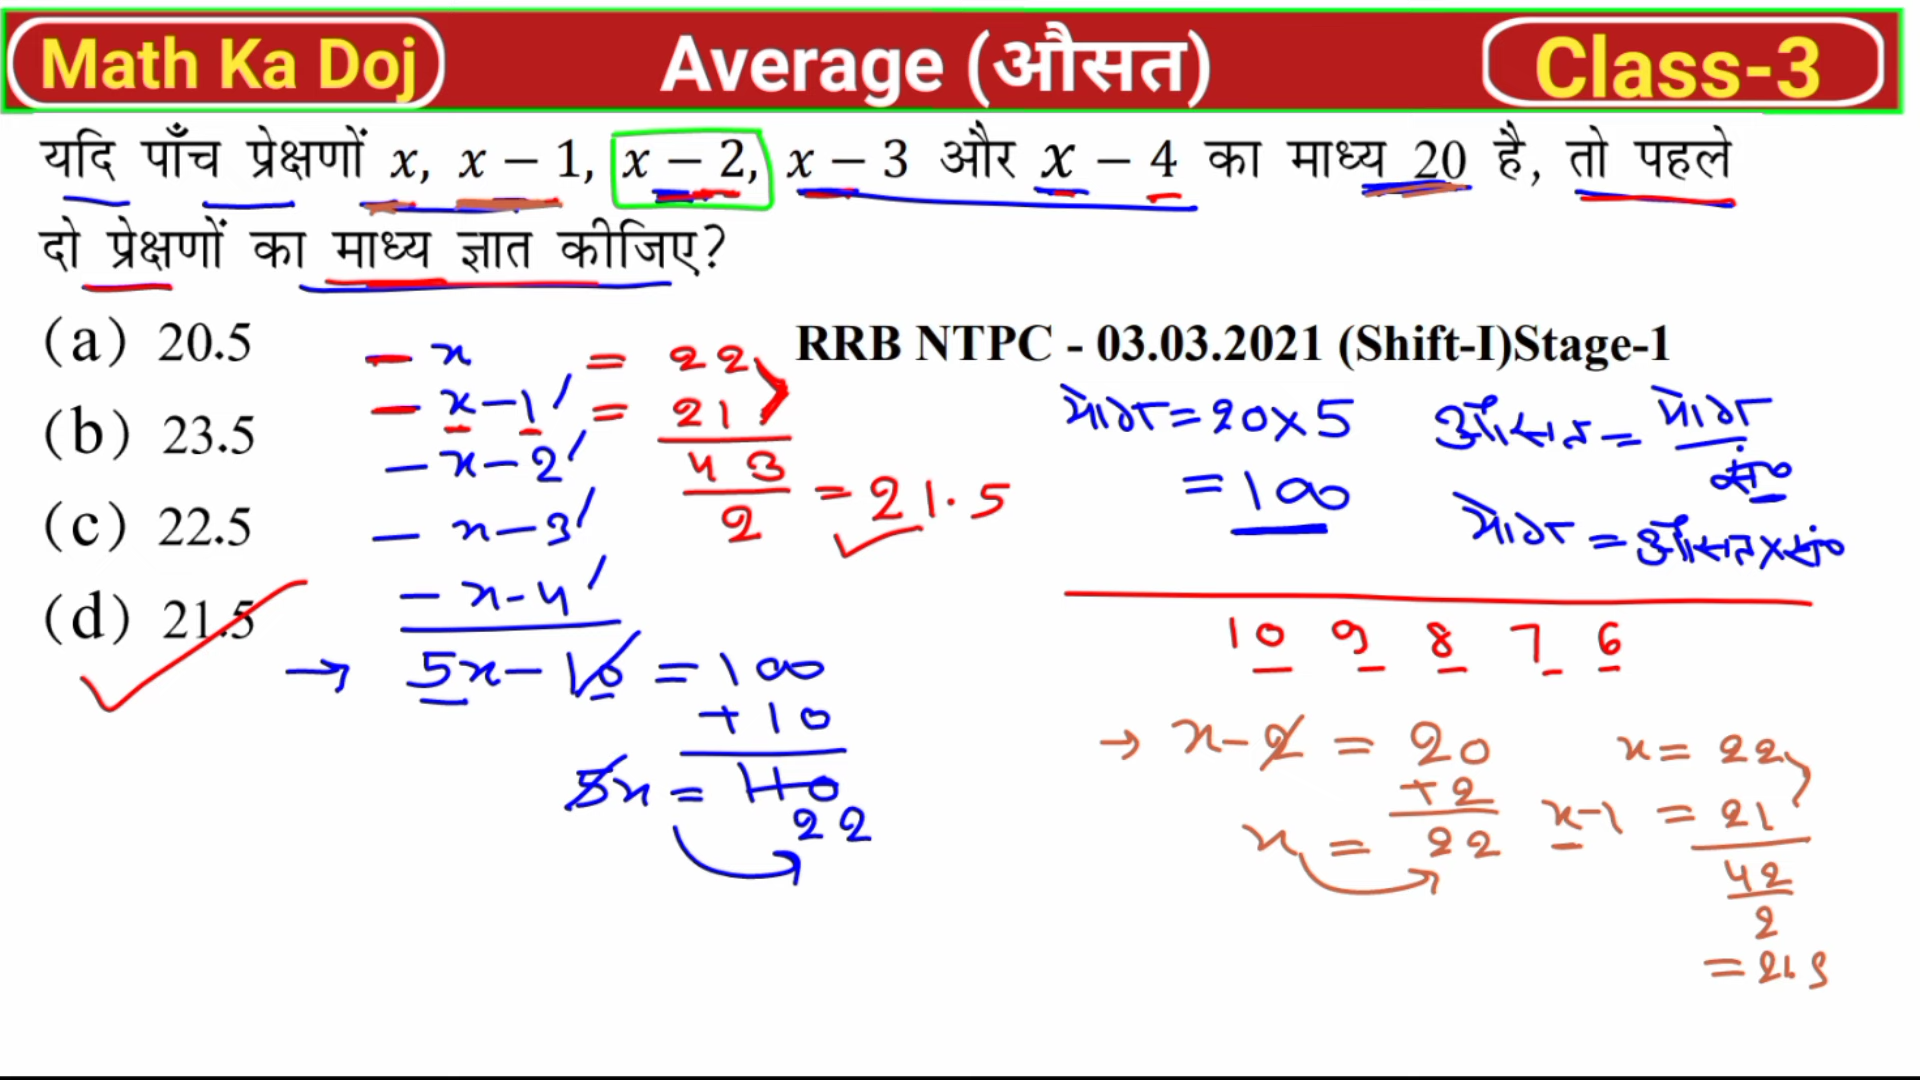 Math Ka Doj
Average (औसत)
Class-3
यदि पाँच प्रेक्षणों x, x − 1, x − 2, x − 3 और x − 4 का माध्य 20 है, तो पहले
दो प्रेक्षणों का माध्य ज्ञात कीजिए?
(a) 20.5
(b) 23.5
(c) 22.5
(d) 21.5
RRB NTPC - 03.03.2021 (Shift-I)Stage-1
– x = 22
– x – 1 = 21
43
2
= 21.5
– x – 2
– x – 3
– x – 4
→ 5x – 10 = 100
+ 10
5x = 110
22
योग = 20 × 5
= 100
औसत = योग
सं०
योग = औसत × सं०
10 9 8 7 6
→ x – 2 = 20
+ 2
x = 22
x = 22
x – 1 = 21
42
2
= 21.5